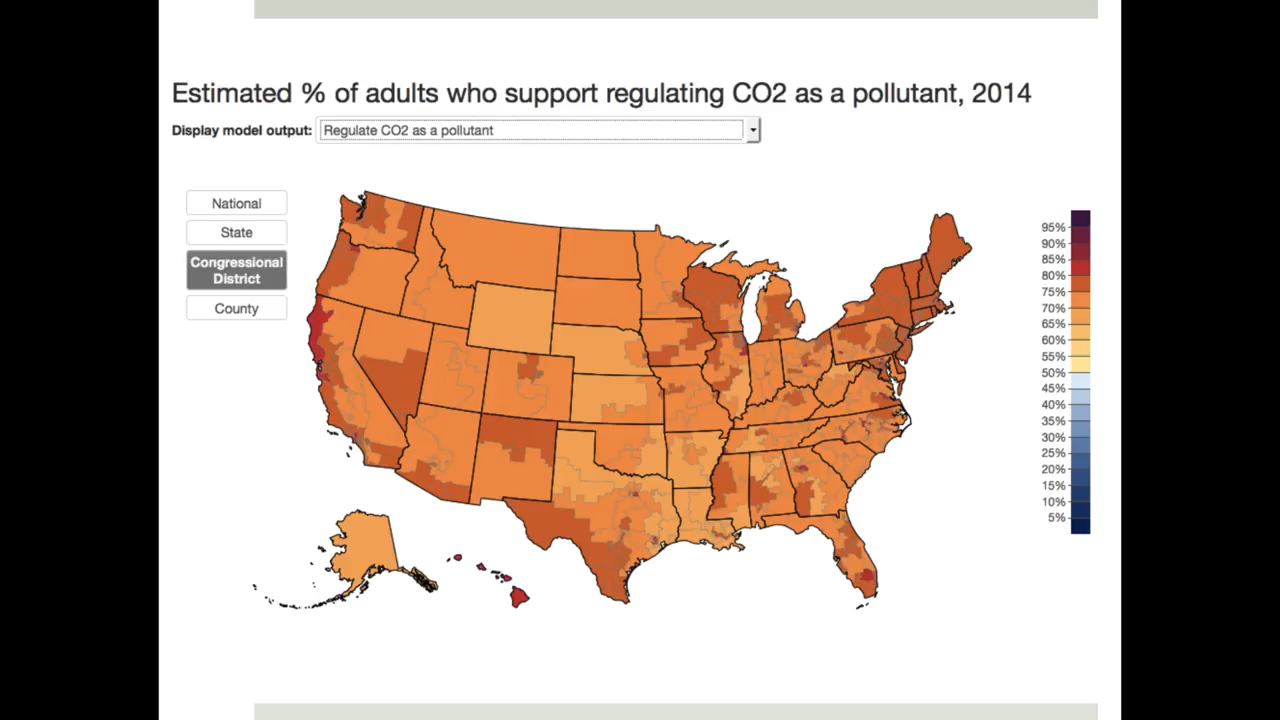 Estimated % of adults who support regulating CO2 as a pollutant, 2014
Display model output: Regulate CO2 as a pollutant
National
State
Congressional
District
County
95%
90%
85%
80%
75%
70%
65%
60%
55%
50%
45%
40%
35%
30%
25%
20%
15%
10%
5%